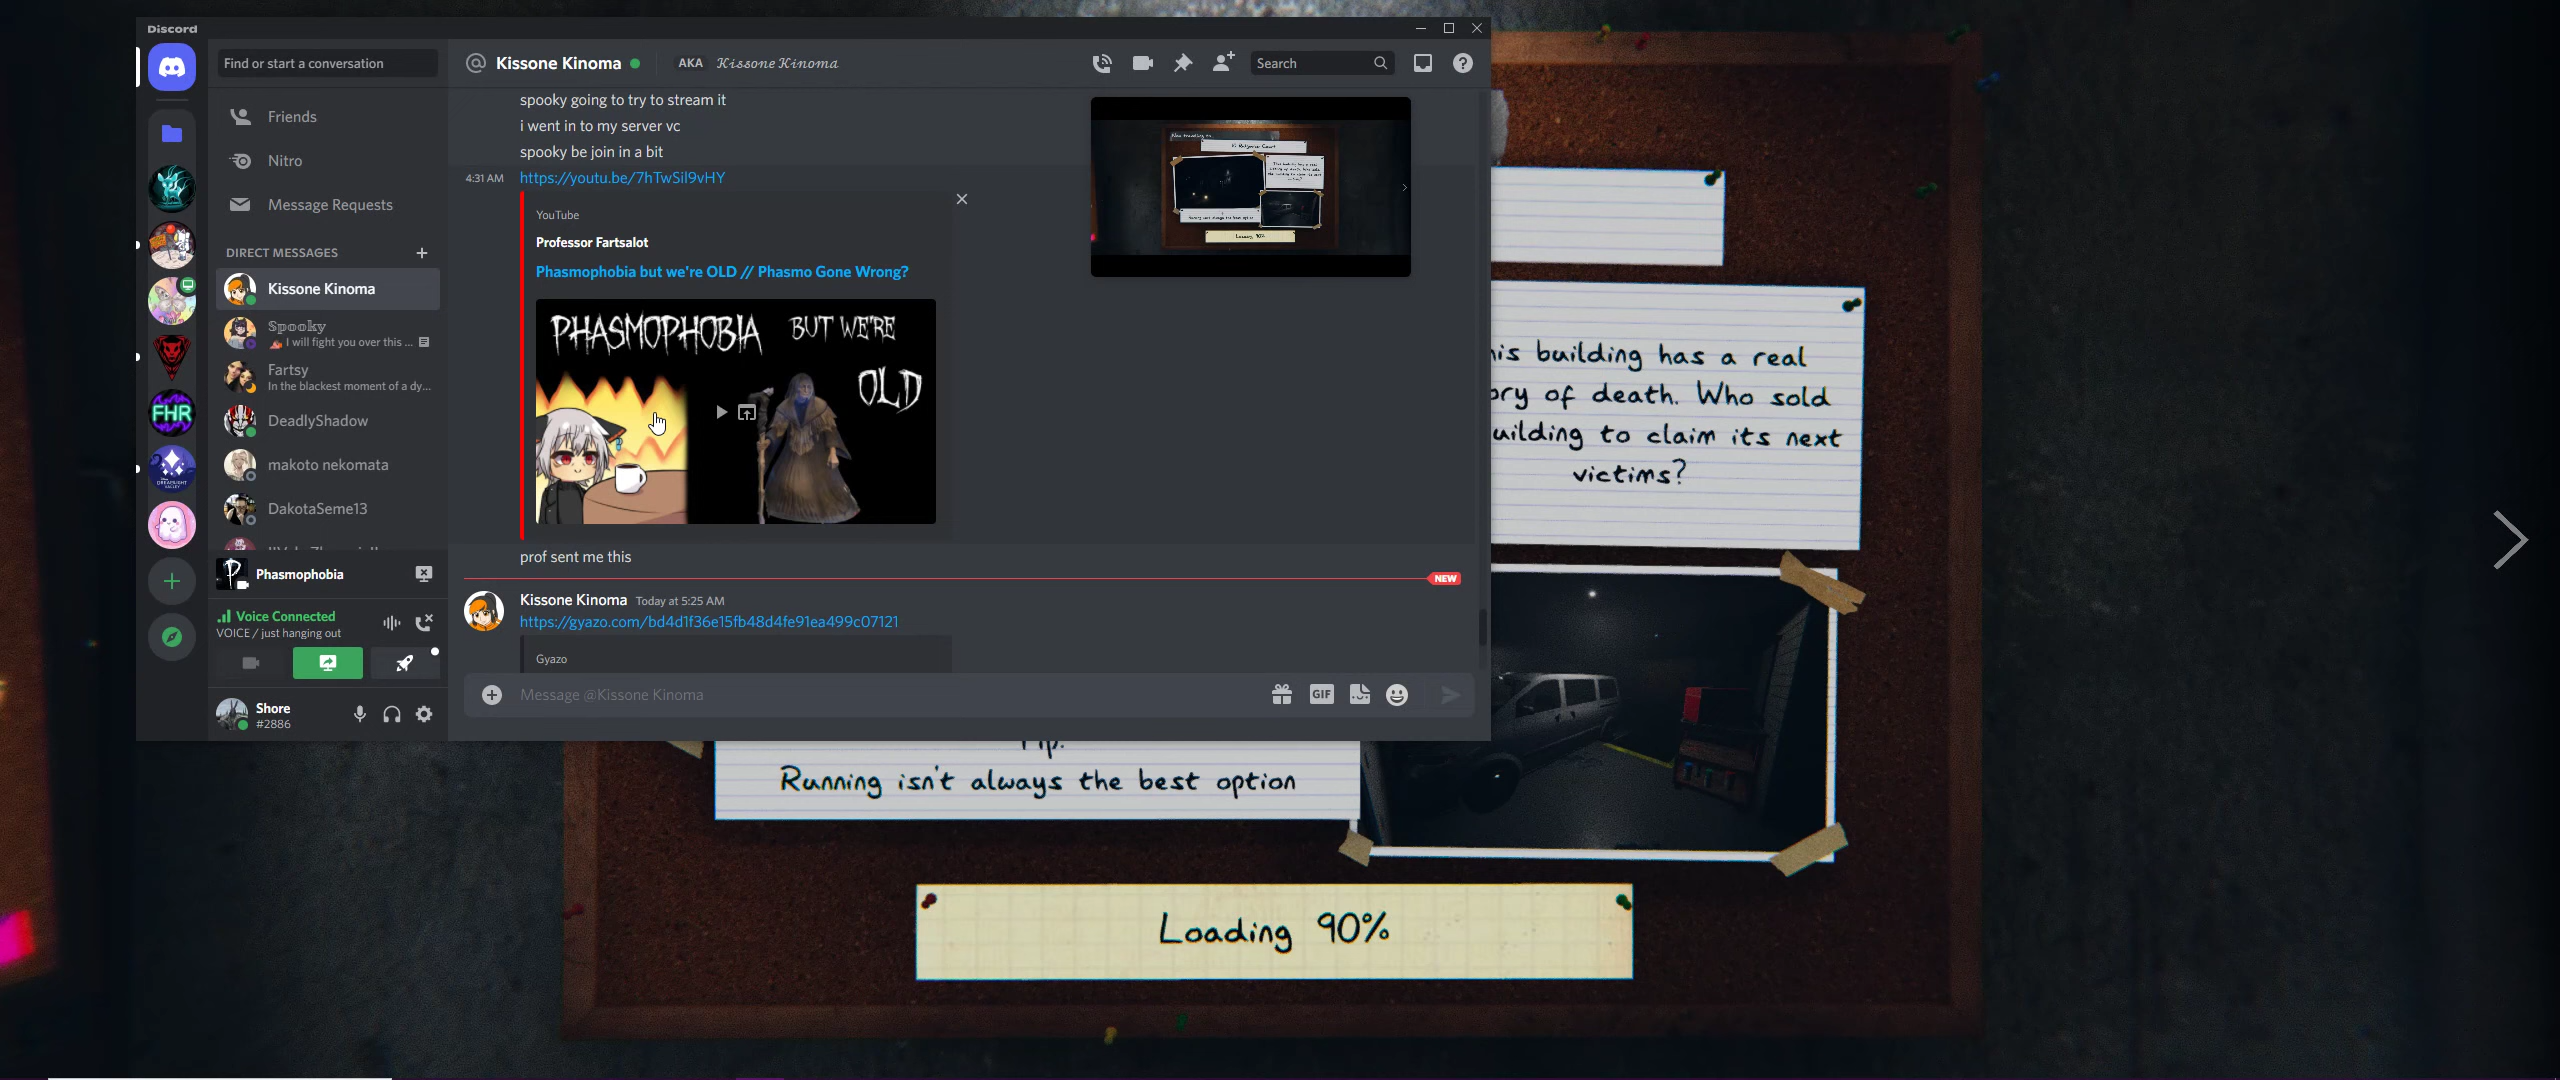 Discord
Find or start a conversation
Friends
Nitro
Message Requests
DIRECT MESSAGES
Kissone Kinoma
Spooky
I will fight you over this ...
Fartsy
In the blackest moment of a dy...
DeadlyShadow
makoto nekomata
DakotaSeme13
Phasmophobia
Voice Connected
VOICE / just hanging out
Shore
#2886
FHR
DREAMLIGHT
VALLEY
Kissone Kinoma
AKA Kissone Kinoma
Search
spooky going to try to stream it
i went in to my server vc
spooky be join in a bit
4:31 AM https://youtu.be/7hTwSil9vHY
YouTube
Professor Fartsalot
Phasmophobia but we're OLD // Phasmo Gone Wrong?
PHASMOPHOBIA BUT WE'RE
OLD
prof sent me this
NEW
Kissone Kinoma Today at 5:25 AM
https://gyazo.com/bd4d1f36e15fb48d4fe91ea499c07121
Gyazo
Message @Kissone Kinoma
GIF
his building has a real
ory of death. Who sold
uilding to claim its next
victims?
Tip:
Running isn't always the best option
Loading 90%